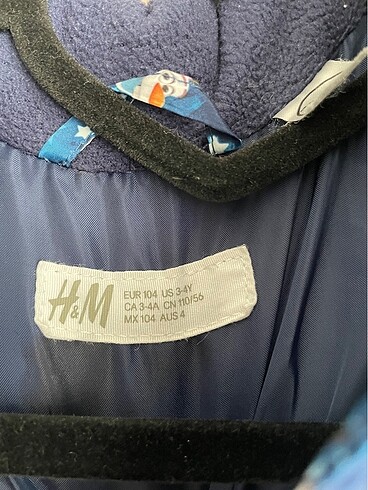 H&M
EUR 104 US 3-4Y
CA 3-4A CN 110/56
MX 104 AUS 4